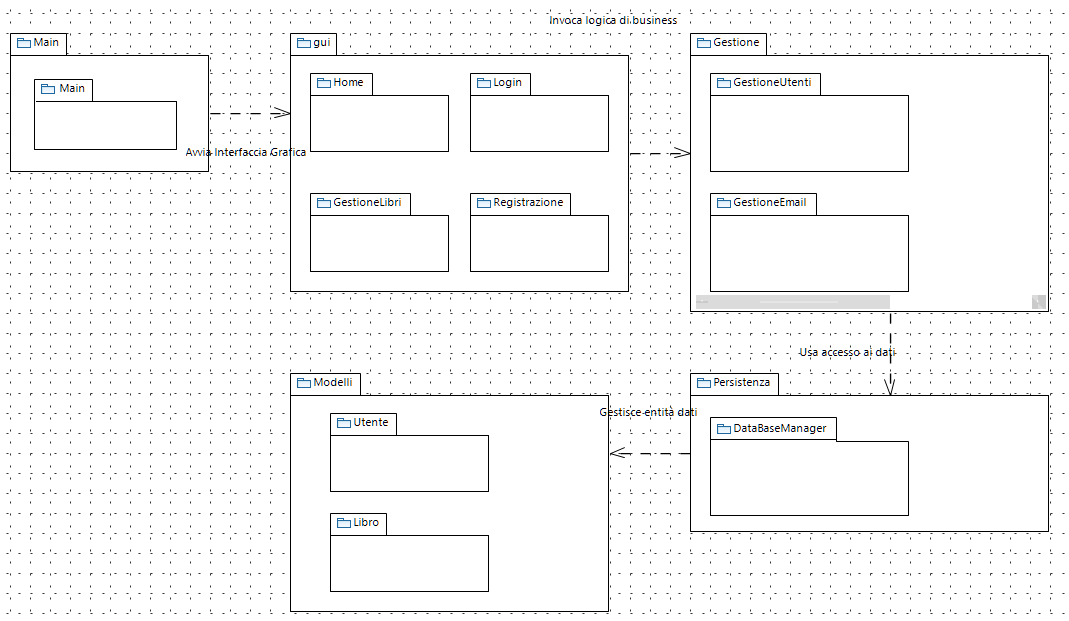 Invoca logica di business
Main
gui
Gestione
Main
Home
Login
GestioneUtenti
Avvia Interfaccia Grafica
GestioneLibri
Registrazione
GestioneEmail
Usa accesso ai dati
Modelli
Persistenza
Gestisce entità dati
Utente
DataBaseManager
Libro